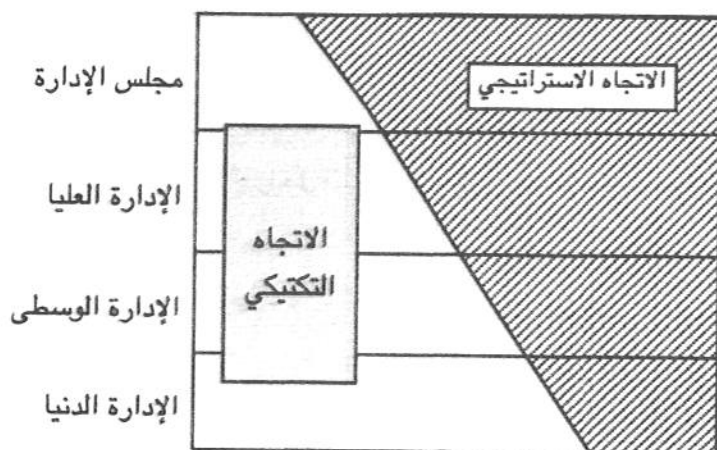 الاتجاه الاستراتيجي
مجلس الإدارة
الإدارة العليا
الاتجاه
التكتيكي
الإدارة الوسطى
الإدارة الدنيا